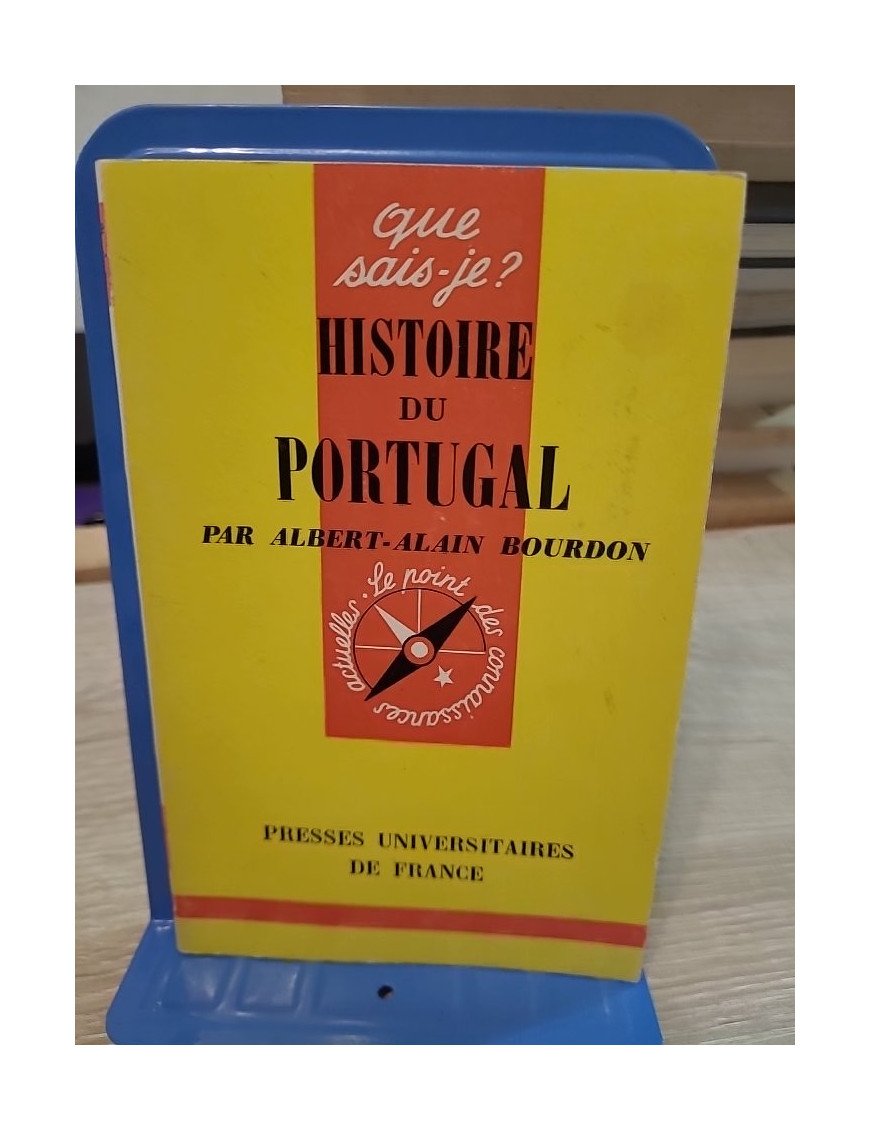 que
sais-je?
HISTOIRE
DU
PORTUGAL
PAR ALBERT-ALAIN BOURDON
Le point des connaissances actuelles.
PRESSES UNIVERSITAIRES
DE FRANCE